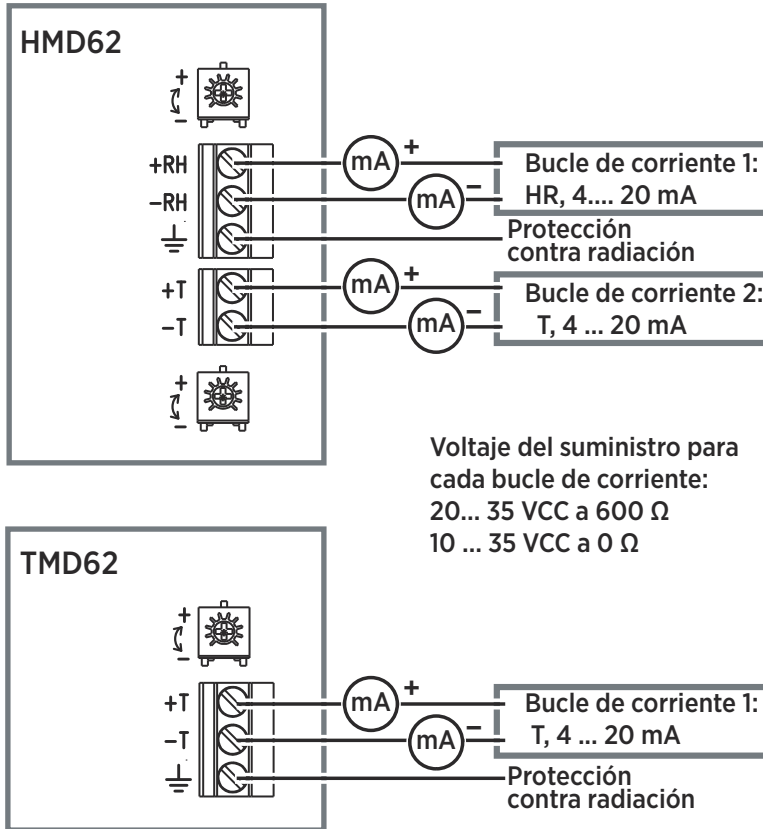 HMD62
+
−
+RH
mA
+
Bucle de corriente 1:
−RH
mA
−
HR, 4.... 20 mA
Protección
contra radiación
+T
mA
+
Bucle de corriente 2:
−T
mA
−
T, 4 ... 20 mA
+
−
Voltaje del suministro para
cada bucle de corriente:
20... 35 VCC a 600 Ω
10 ... 35 VCC a 0 Ω
TMD62
+
−
+T
mA
+
Bucle de corriente 1:
−T
mA
−
T, 4 ... 20 mA
Protección
contra radiación